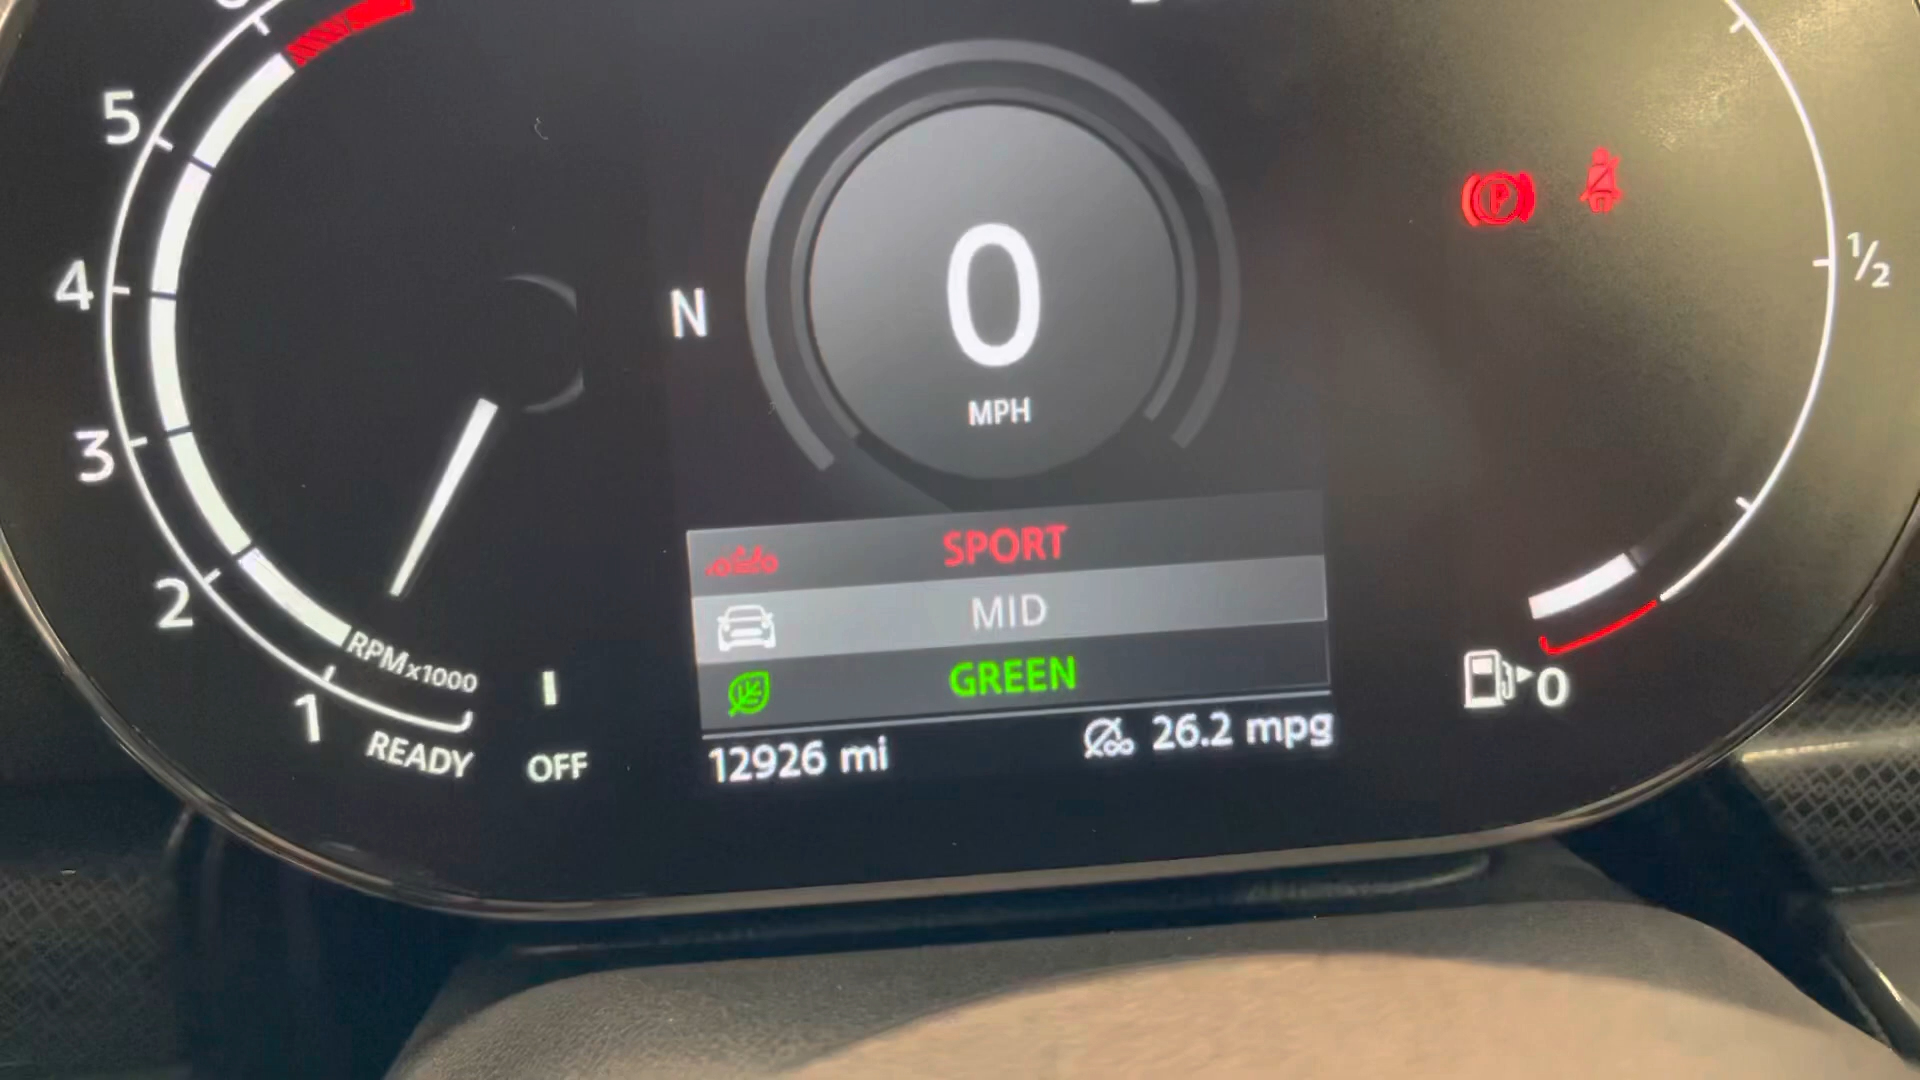 5
4
3
2
1
RPMx1000
READY
OFF
N
0
MPH
SPORT
MID
GREEN
12926 mi
26.2 mpg
P
1/2
0